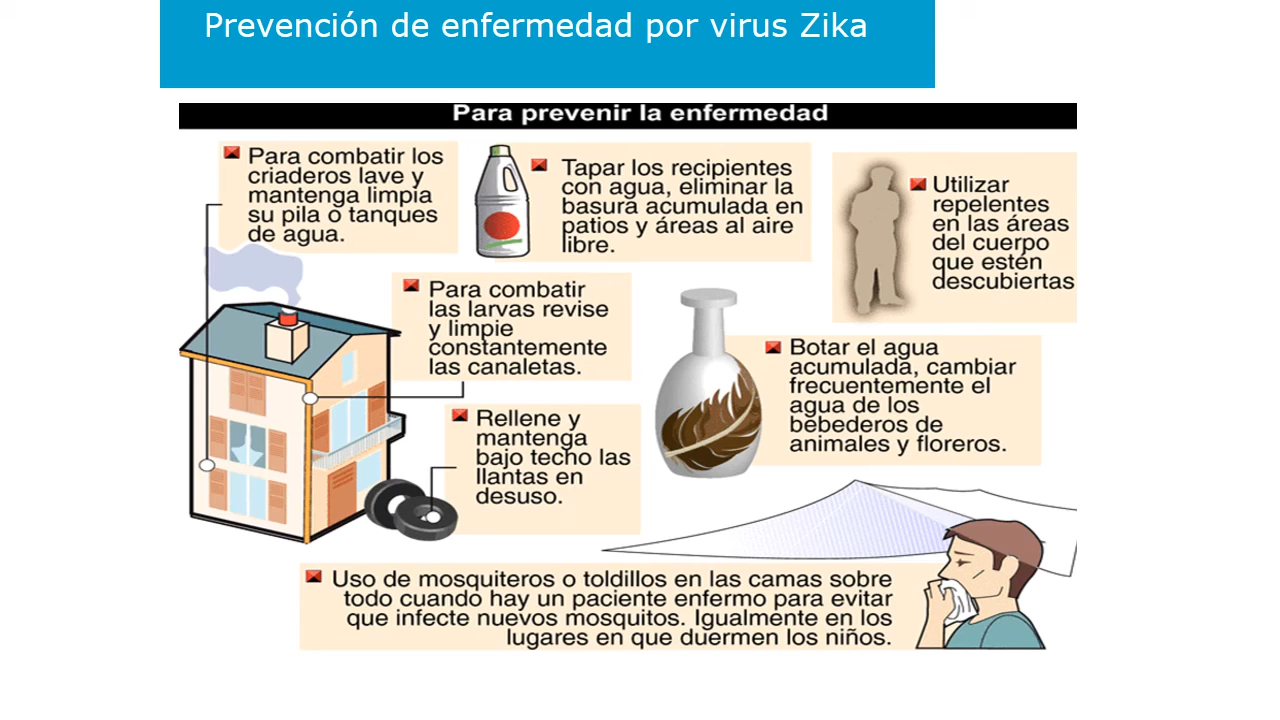 Prevención de enfermedad por virus Zika
Para prevenir la enfermedad
Para combatir los
criaderos lave y
mantenga limpia
su pila o tanques
de agua.
Tapar los recipientes
con agua, eliminar la
basura acumulada en
patios y áreas al aire
libre.
Utilizar
repelentes
en las áreas
del cuerpo
que estén
descubiertas
Para combatir
las larvas revise
y limpie
constantemente
las canaletas.
Botar el agua
acumulada, cambiar
frecuentemente el
agua de los
bebederos de
animales y floreros.
Rellene y
mantenga
bajo techo las
llantas en
desuso.
Uso de mosquiteros o toldillos en las camas sobre
todo cuando hay un paciente enfermo para evitar
que infecte nuevos mosquitos. Igualmente en los
lugares en que duermen los niños.